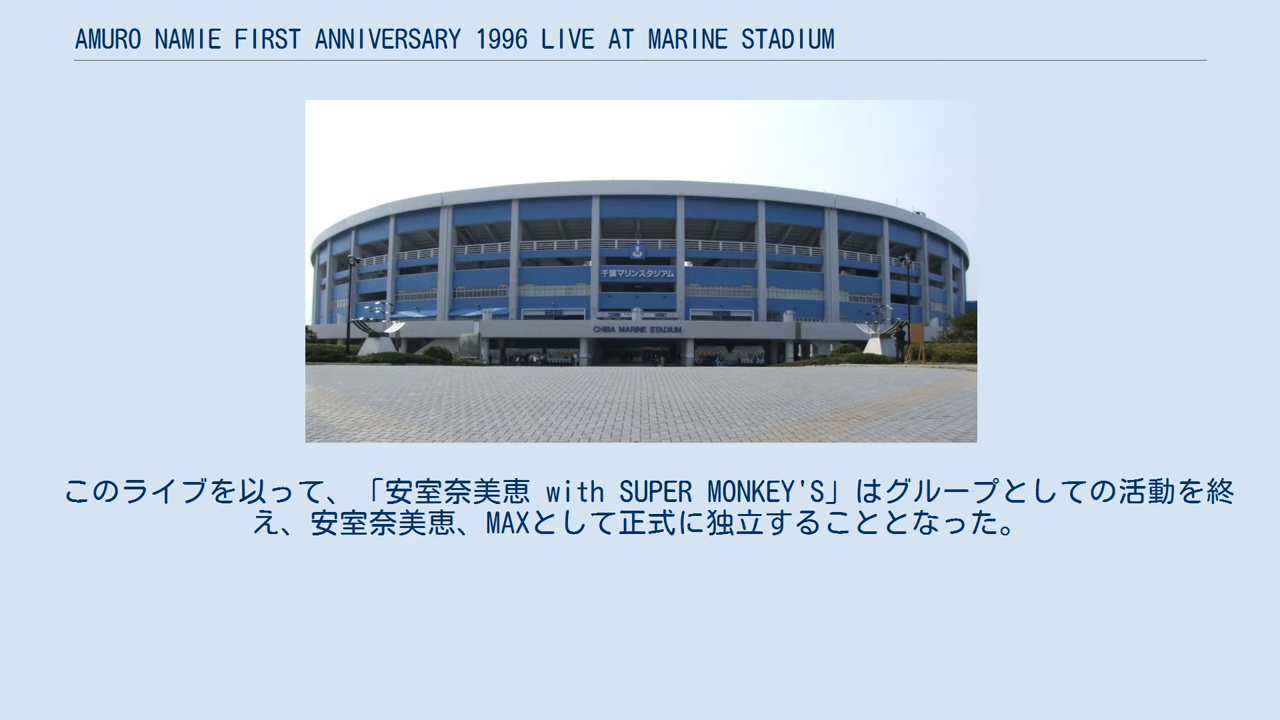 AMURO NAMIE FIRST ANNIVERSARY 1996 LIVE AT MARINE STADIUM
千葉マリンスタジアム
CHIBA MARINE STADIUM
このライブを以って、「安室奈美恵 with SUPER MONKEY'S」はグループとしての活動を終
え、安室奈美恵、MAXとして正式に独立することとなった。